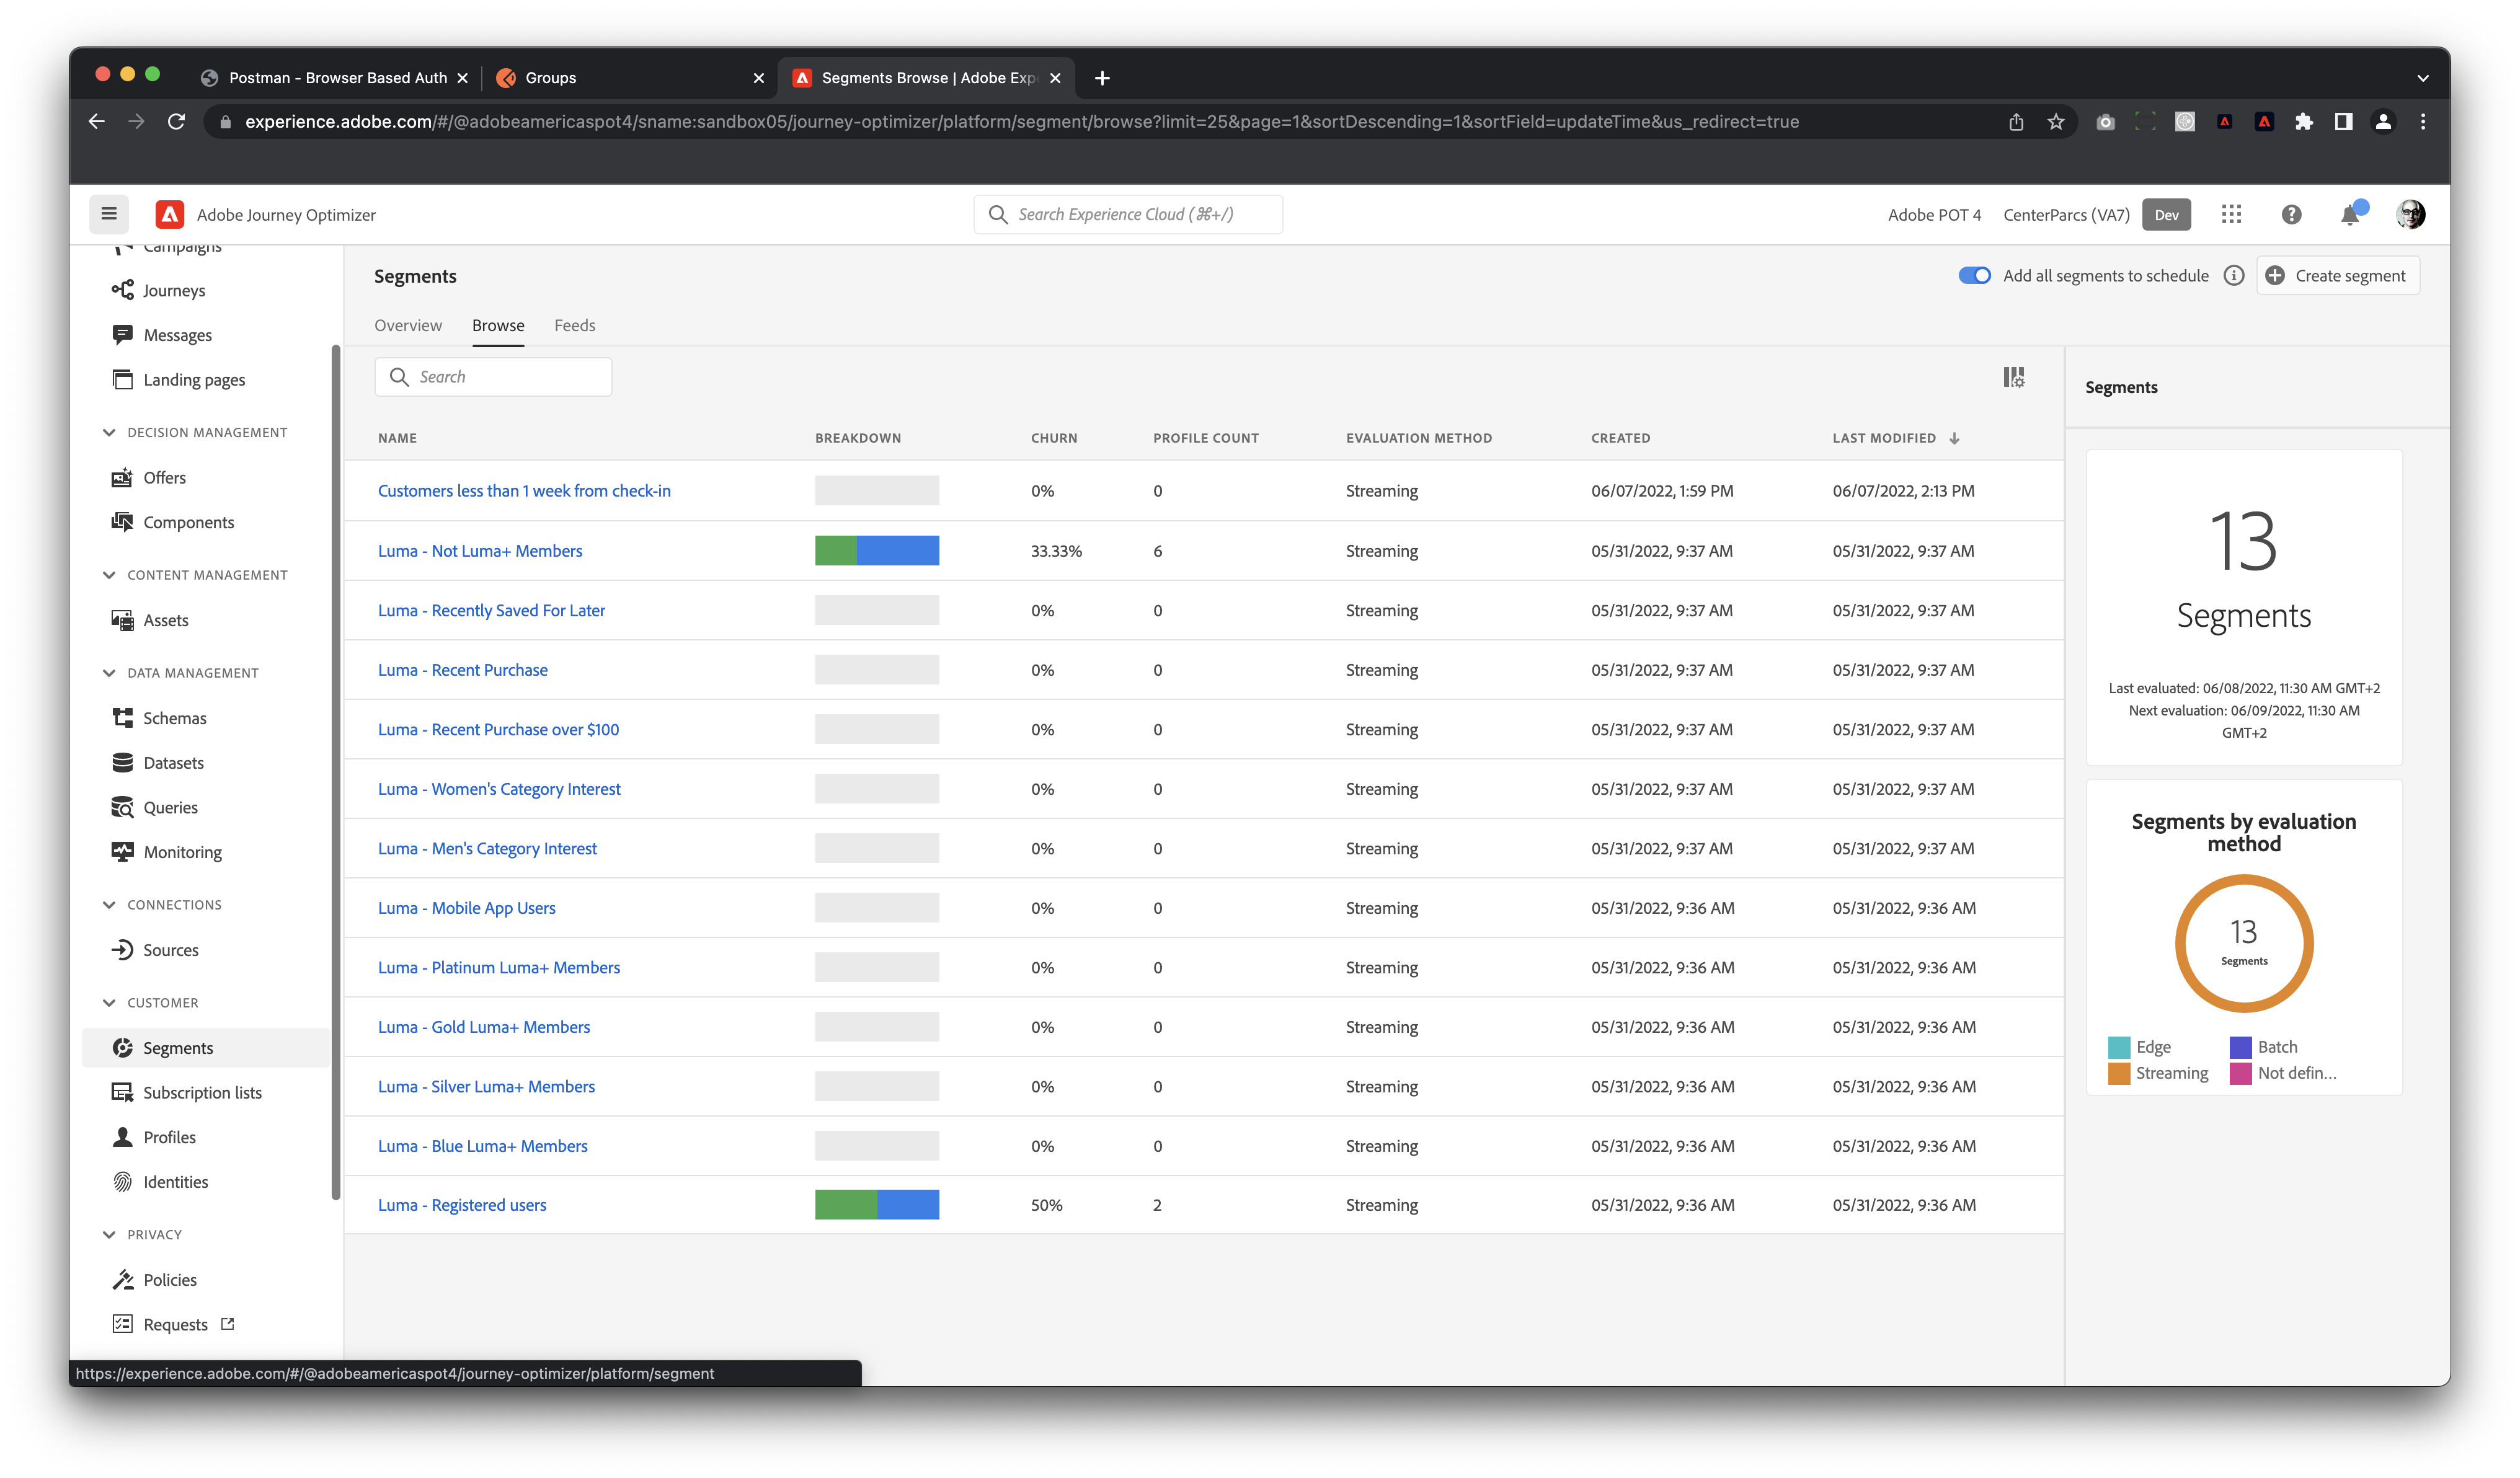 Postman - Browser Based Auth
Groups
Segments Browse | Adobe Exp
experience.adobe.com/#/@adobeamericaspot4/sname:sandbox05/journey-optimizer/platform/segment/browse?limit=25&page=1&sortDescending=1&sortField=updateTime&us_redirect=true
Adobe Journey Optimizer
Search Experience Cloud (⌘+/)
Adobe POT 4
CenterParcs (VA7)
Dev
Campaigns
Journeys
Messages
Landing pages
DECISION MANAGEMENT
Offers
Components
CONTENT MANAGEMENT
Assets
DATA MANAGEMENT
Schemas
Datasets
Queries
Monitoring
CONNECTIONS
Sources
CUSTOMER
Segments
Subscription lists
Profiles
Identities
PRIVACY
Policies
Requests
https://experience.adobe.com/#/@adobeamericaspot4/journey-optimizer/platform/segment
Segments
Add all segments to schedule
Create segment
Overview Browse Feeds
Search
NAME BREAKDOWN CHURN PROFILE COUNT EVALUATION METHOD CREATED LAST MODIFIED
Customers less than 1 week from check-in 0% 0 Streaming 06/07/2022, 1:59 PM 06/07/2022, 2:13 PM
Luma - Not Luma+ Members 33.33% 6 Streaming 05/31/2022, 9:37 AM 05/31/2022, 9:37 AM
Luma - Recently Saved For Later 0% 0 Streaming 05/31/2022, 9:37 AM 05/31/2022, 9:37 AM
Luma - Recent Purchase 0% 0 Streaming 05/31/2022, 9:37 AM 05/31/2022, 9:37 AM
Luma - Recent Purchase over $100 0% 0 Streaming 05/31/2022, 9:37 AM 05/31/2022, 9:37 AM
Luma - Women's Category Interest 0% 0 Streaming 05/31/2022, 9:37 AM 05/31/2022, 9:37 AM
Luma - Men's Category Interest 0% 0 Streaming 05/31/2022, 9:37 AM 05/31/2022, 9:37 AM
Luma - Mobile App Users 0% 0 Streaming 05/31/2022, 9:36 AM 05/31/2022, 9:36 AM
Luma - Platinum Luma+ Members 0% 0 Streaming 05/31/2022, 9:36 AM 05/31/2022, 9:36 AM
Luma - Gold Luma+ Members 0% 0 Streaming 05/31/2022, 9:36 AM 05/31/2022, 9:36 AM
Luma - Silver Luma+ Members 0% 0 Streaming 05/31/2022, 9:36 AM 05/31/2022, 9:36 AM
Luma - Blue Luma+ Members 0% 0 Streaming 05/31/2022, 9:36 AM 05/31/2022, 9:36 AM
Luma - Registered users 50% 2 Streaming 05/31/2022, 9:36 AM 05/31/2022, 9:36 AM
Segments
13
Segments
Last evaluated: 06/08/2022, 11:30 AM GMT+2
Next evaluation: 06/09/2022, 11:30 AM
GMT+2
Segments by evaluation
method
13
Segments
Edge Batch
Streaming Not defin...